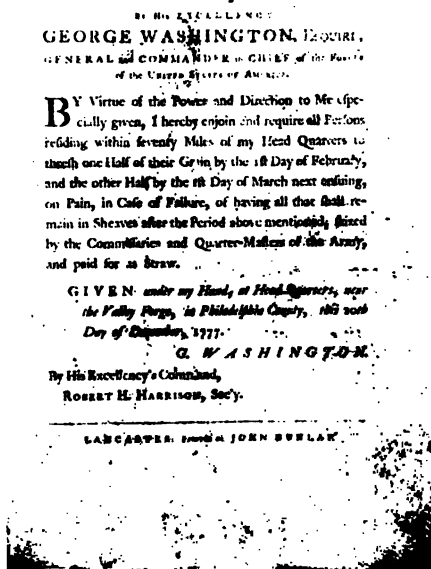 By His EXCELLENCY
GEORGE WASHINGTON, ESQUIRE,
GENERAL and COMMANDER in CHIEF of the Forces
of the UNITED STATES OF AMERICA.
BY Virtue of the Power and Direction to Me espe-
cially given, I hereby enjoin and require all Persons
residing within seventy Miles of my Head Quarters to
thresh one Half of their Grain by the 1st Day of February,
and the other Half by the 1st Day of March next ensuing,
on Pain, in Case of Failure, of having all that shall re-
main in Sheaves after the Period above mentioned, seized
by the Commissaries and Quarter-Masters of the Army,
and paid for as Straw.
GIVEN under my Hand, at Head Quarters, near
the Valley Forge, in Philadelphia County, this 20th
Day of December, 1777.
G. WASHINGTON.
By His Excellency's Command,
ROBERT H. HARRISON, Sec'y.
LANCASTER: Printed by JOHN DUNLAP.